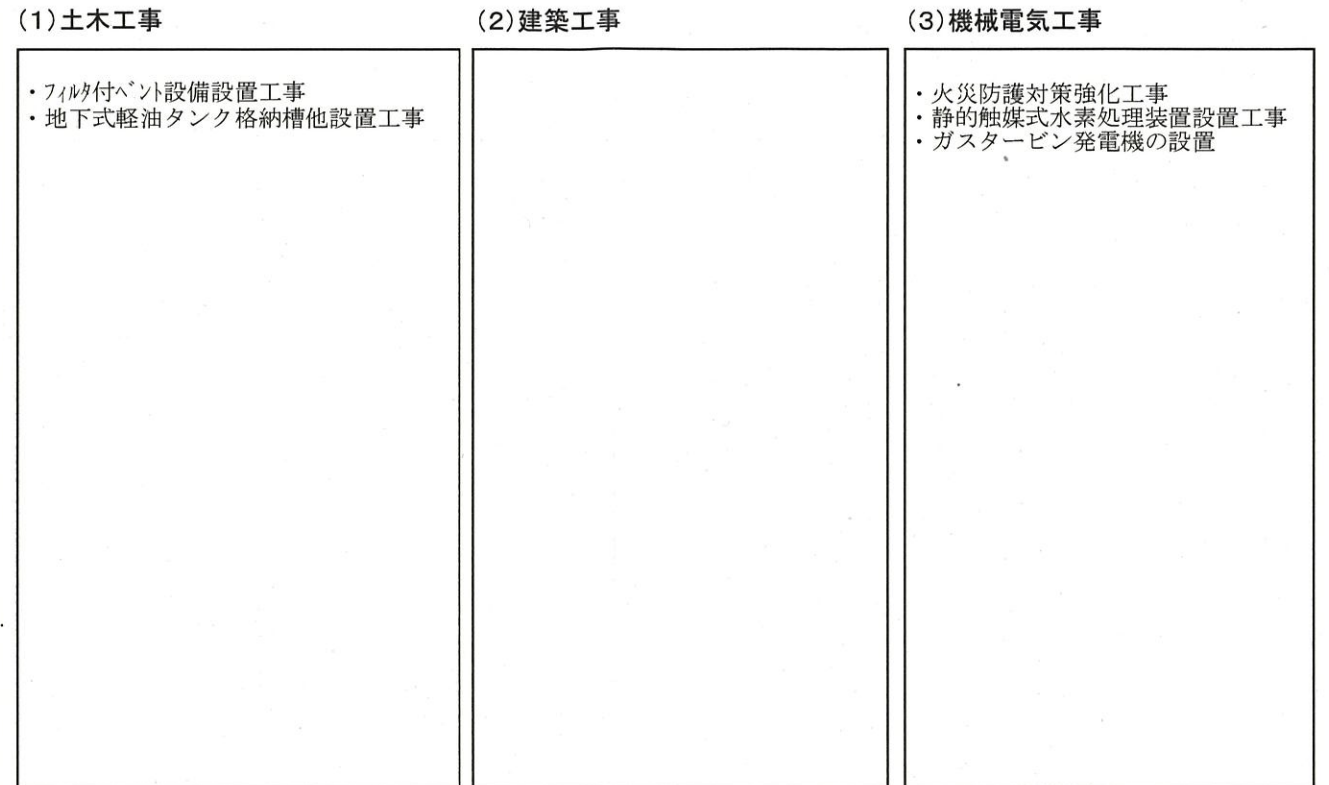 (1)土木工事
・フィルタ付ベント設備設置工事
・地下式軽油タンク格納槽他設置工事
(2)建築工事
(3)機械電気工事
・火災防護対策強化工事
・静的触媒式水素処理装置設置工事
・ガスタービン発電機の設置